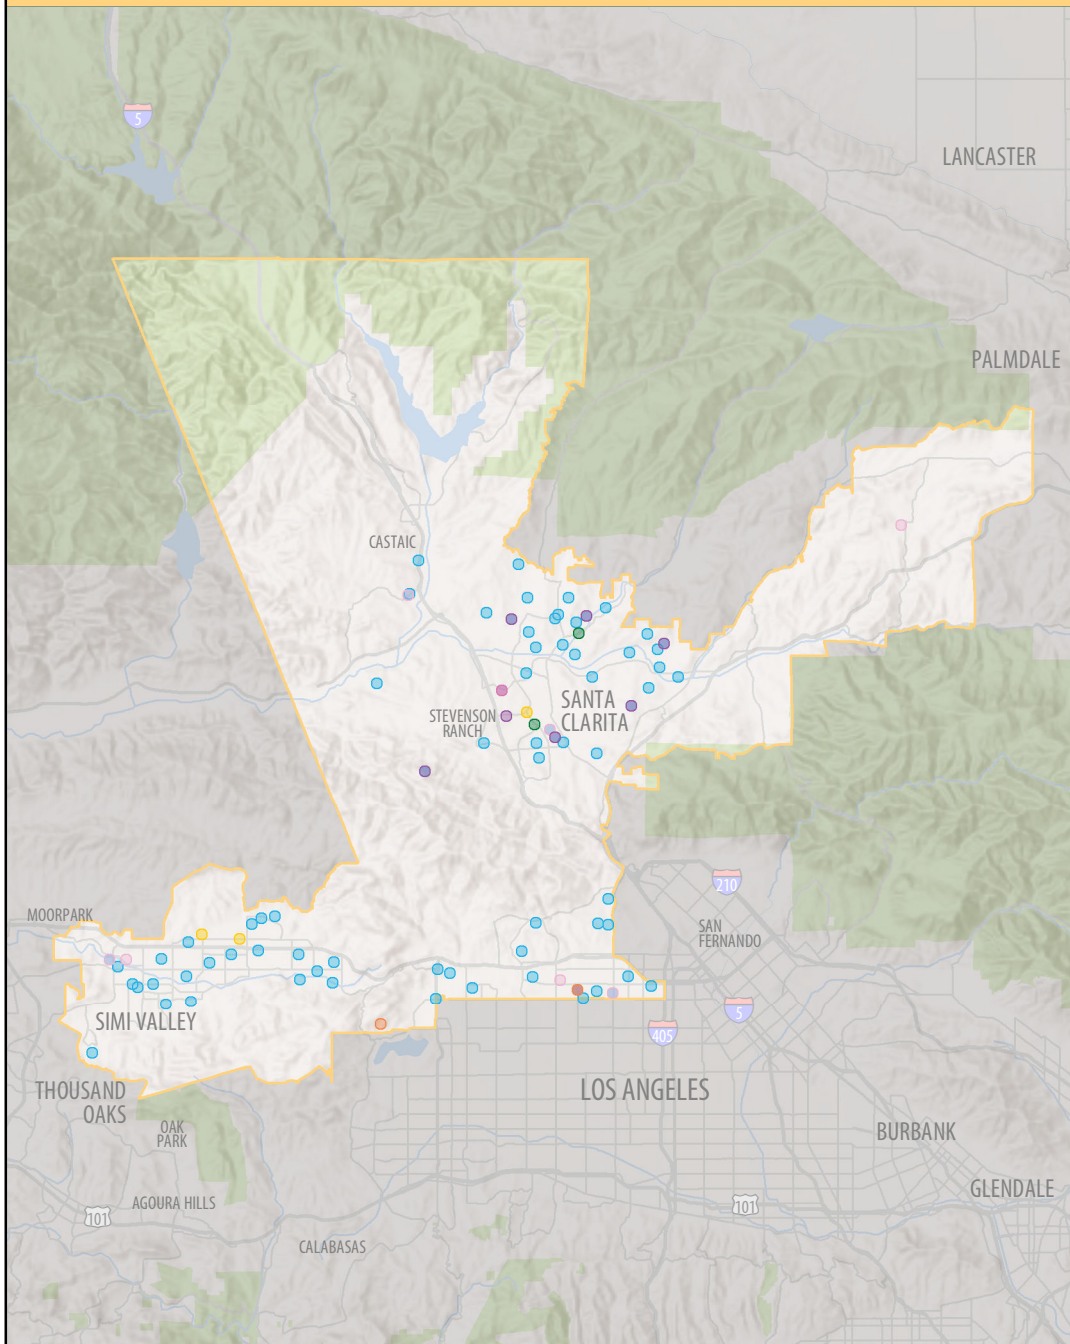 5
LANCASTER
PALMDALE
CASTAIC
SANTA
CLARITA
STEVENSON
RANCH
MOORPARK
210
SAN
FERNANDO
SIMI VALLEY
5
405
THOUSAND
OAKS
LOS ANGELES
OAK
PARK
BURBANK
GLENDALE
AGOURA HILLS
101
101
CALABASAS